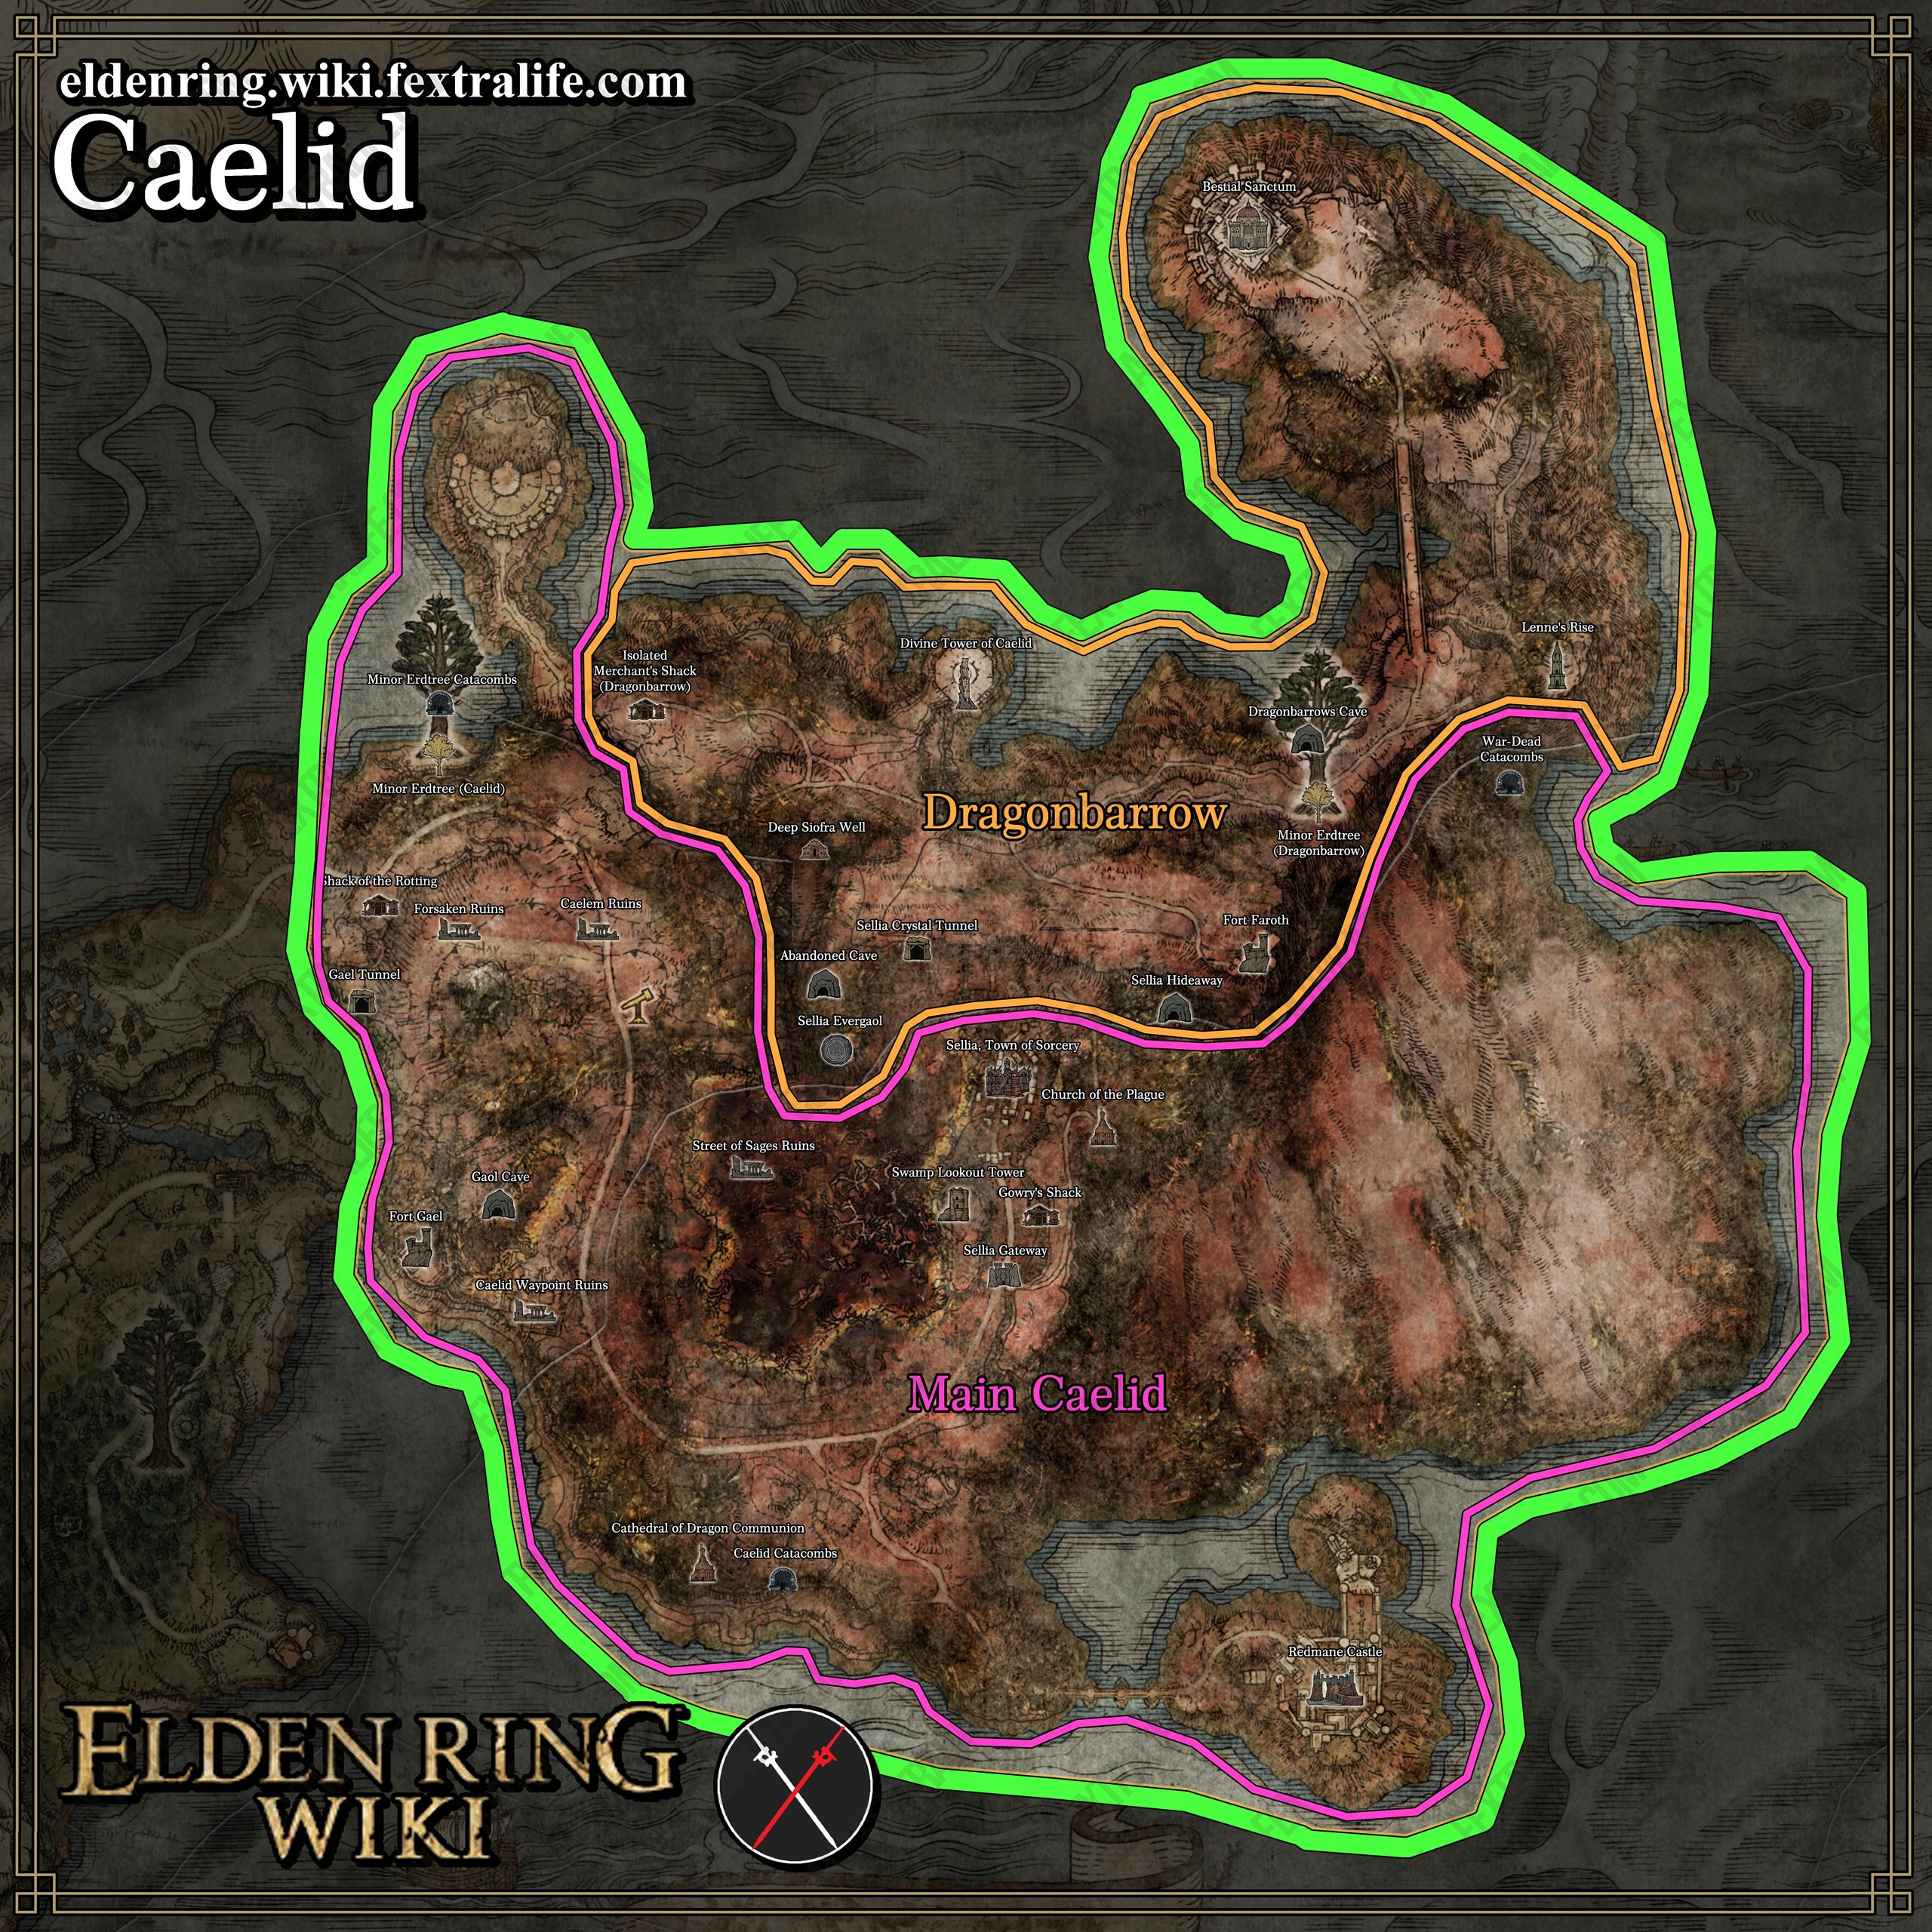 eldenring.wiki.fextralife.com
Caelid
Bestial Sanctum
Lenne's Rise
Divine Tower of Caelid
Isolated
Merchant's Shack
(Dragonbarrow)
Minor Erdtree Catacombs
Dragonbarrows Cave
War-Dead
Catacombs
Minor Erdtree (Caelid)
Dragonbarrow
Deep Siofra Well
Minor Erdtree
(Dragonbarrow)
Shack of the Rotting
Forsaken Ruins
Caelem Ruins
Sellia Crystal Tunnel
Fort Faroth
Abandoned Cave
Gael Tunnel
Sellia Hideaway
Sellia Evergaol
Sellia, Town of Sorcery
Church of the Plague
Street of Sages Ruins
Swamp Lookout Tower
Gaol Cave
Gowry's Shack
Fort Gael
Sellia Gateway
Caelid Waypoint Ruins
Main Caelid
Cathedral of Dragon Communion
Caelid Catacombs
Redmane Castle
ELDEN RING
WIKI